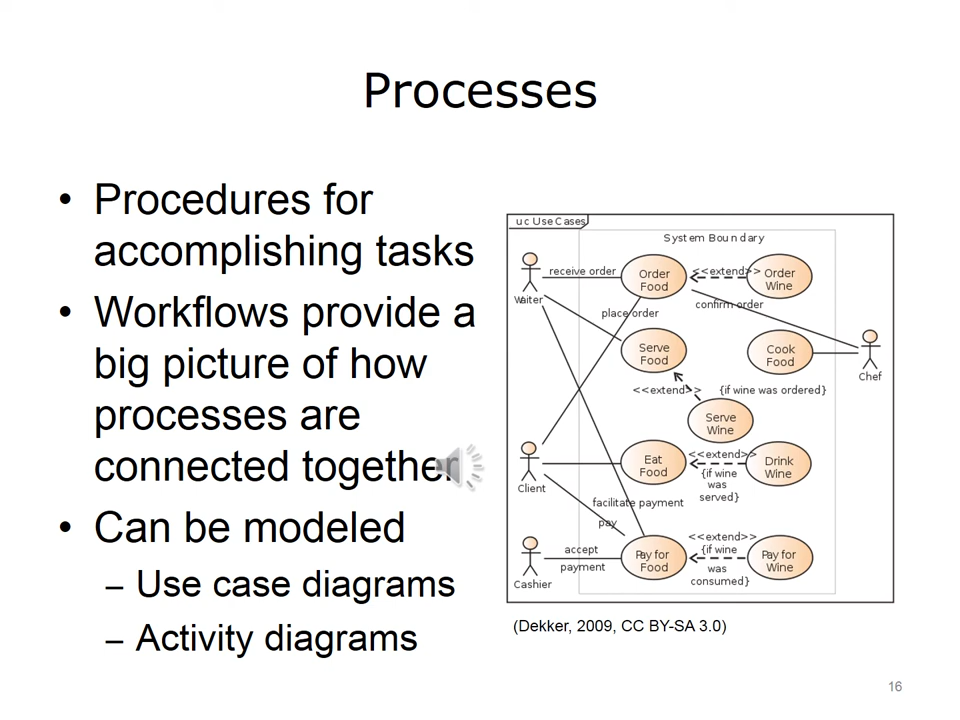 Processes
• Procedures for
accomplishing tasks
• Workflows provide a
big picture of how
processes are
connected together
• Can be modeled
– Use case diagrams
– Activity diagrams
uc UseCases
System Boundary
Waiter
receive order
Order
Food
<<extend>>
Order
Wine
confirm order
place order
Serve
Food
Cook
Food
Chef
<<extend>>
{if wine was ordered}
Serve
Wine
Client
Eat
Food
<<extend>>
{if wine
was
served}
Drink
Wine
facilitate payment
pay
Cashier
accept
payment
Pay for
Food
<<extend>>
{if wine
was
consumed}
Pay for
Wine
(Dekker, 2009, CC BY-SA 3.0)
16